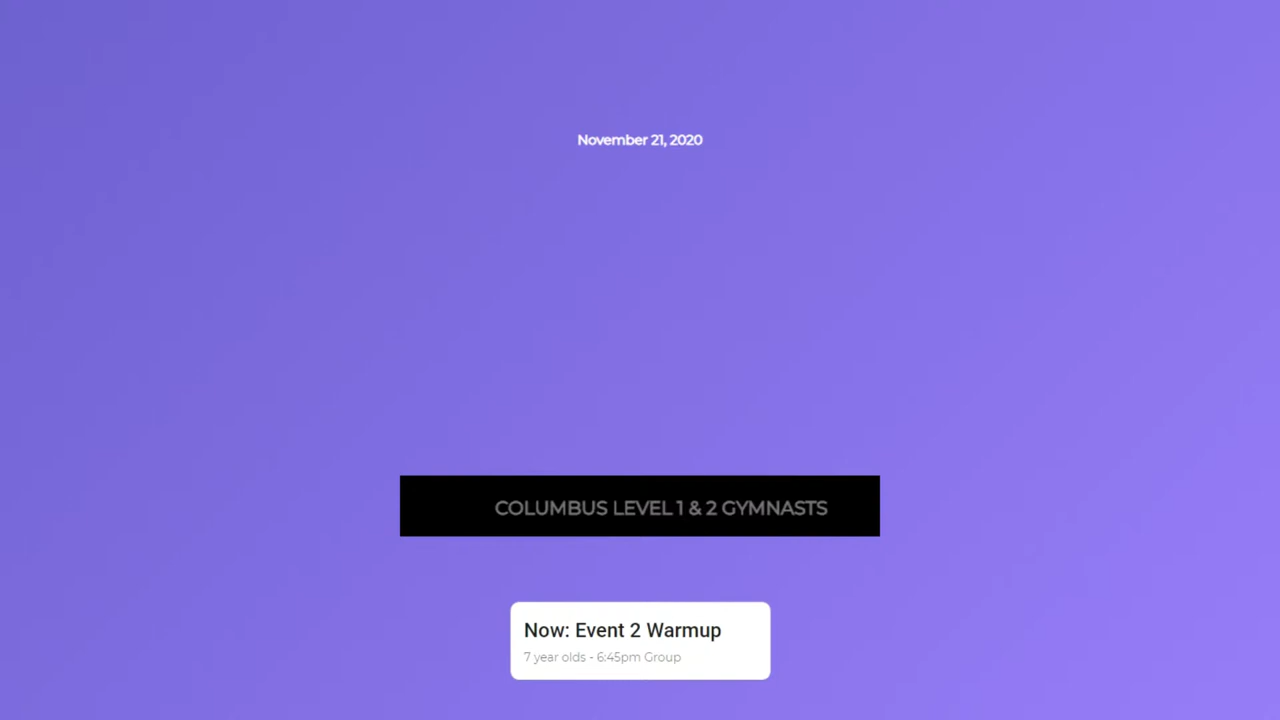 November 21, 2020
COLUMBUS LEVEL 1 & 2 GYMNASTS
Now: Event 2 Warmup
7 year olds - 6:45pm Group